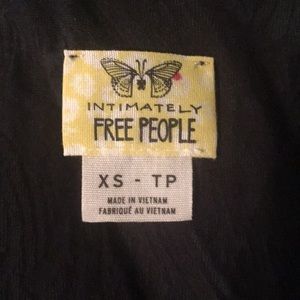 INTIMATELY
FREE PEOPLE
XS - TP
MADE IN VIETNAM
FABRIQUÉ AU VIETNAM